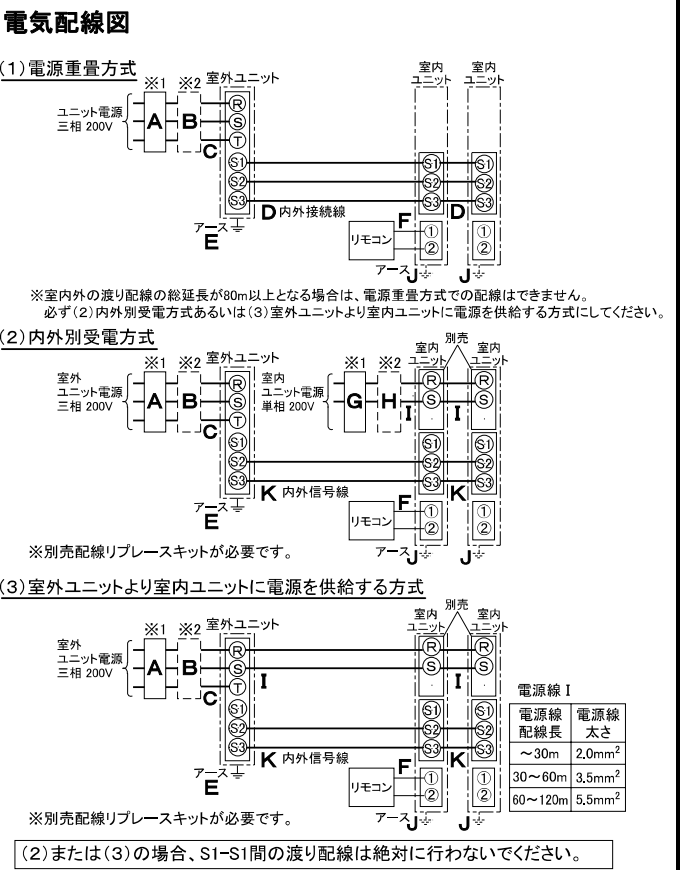 電気配線図
(1)電源重畳方式
※1 ※2 室外ユニット
室内
ユニット
室内
ユニット
ユニット電源
三相 200V
A B C
R
S
T
S1
S2
S3
S1
S2
S3
S1
S2
S3
D 内外接続線
D
アース
E
リモコン
F
①
②
①
②
アース J
J
※室内外の渡り配線の総延長が80m以上となる場合は、電源重畳方式での配線はできません。
必ず(2)内外別受電方式あるいは(3)室外ユニットより室内ユニットに電源を供給する方式にしてください。
(2)内外別受電方式
※1 ※2 室外ユニット
※1 ※2
室内
ユニット
別売
室内
ユニット
室外
ユニット電源
三相 200V
A B C
R
S
T
S1
S2
S3
室内
ユニット電源
単相 200V
G H I
I
R
S
S1
S2
S3
R
S
S1
S2
S3
K 内外信号線
K
アース
E
リモコン
F
①
②
①
②
アース J
J
※別売配線リプレースキットが必要です。
(3)室外ユニットより室内ユニットに電源を供給する方式
※1 ※2 室外ユニット
室内
ユニット
別売
室内
ユニット
室外
ユニット電源
三相 200V
A B C
R
S
T
S1
S2
S3
I
I
R
S
S1
S2
S3
R
S
S1
S2
S3
K 内外信号線
K
アース
E
リモコン
F
①
②
①
②
アース J
J
電源線 I
電源線
配線長
電源線
太さ
～30m 2.0mm²
30～60m 3.5mm²
60～120m 5.5mm²
※別売配線リプレースキットが必要です。
(2)または(3)の場合、S1-S1間の渡り配線は絶対に行わないでください。